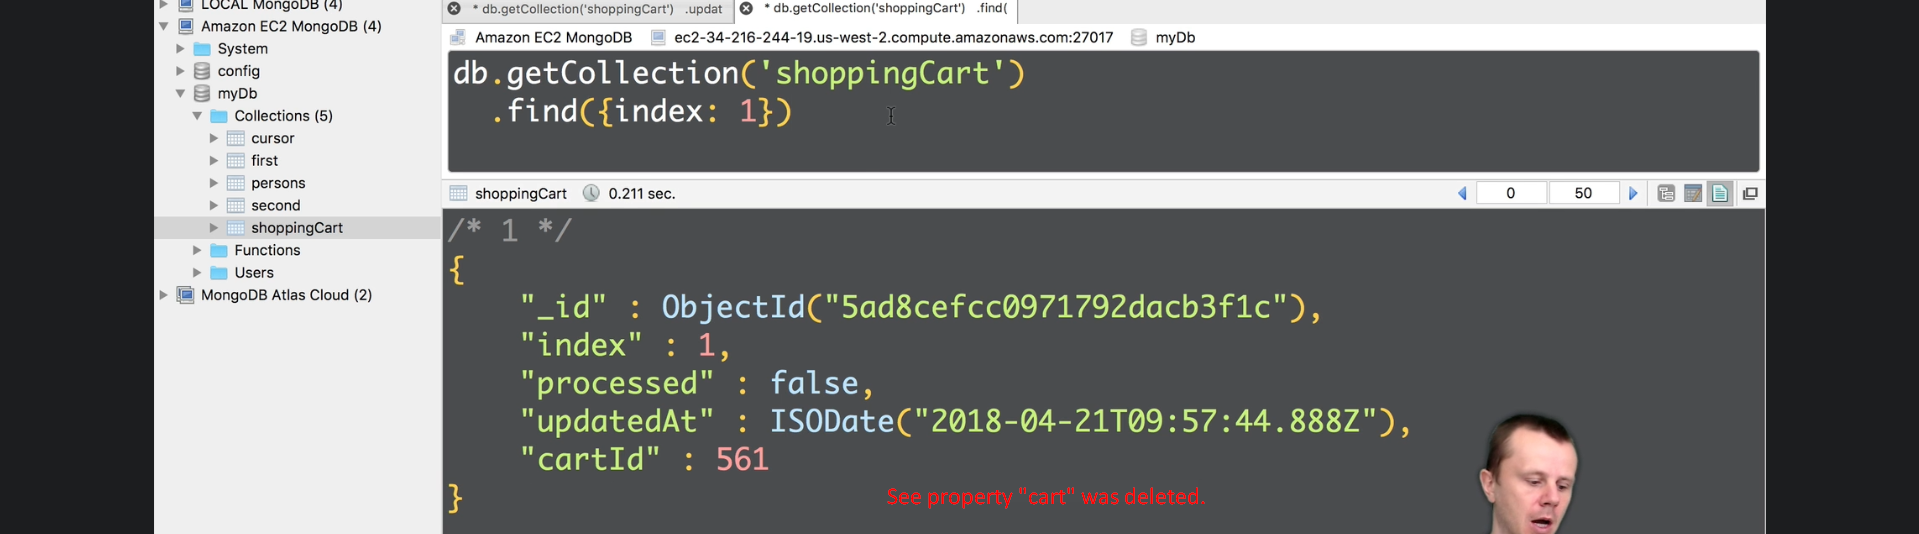 LOCAL MongoDB (4)
Amazon EC2 MongoDB (4)
System
config
myDb
Collections (5)
cursor
first
persons
second
shoppingCart
Functions
Users
MongoDB Atlas Cloud (2)
* db.getCollection('shoppingCart') .updat
* db.getCollection('shoppingCart') .find(
Amazon EC2 MongoDB ec2-34-216-244-19.us-west-2.compute.amazonaws.com:27017 myDb
db.getCollection('shoppingCart')
.find({index: 1})
shoppingCart 0.211 sec. 0 50
/* 1 */
{
"_id" : ObjectId("5ad8cefcc0971792dacb3f1c"),
"index" : 1,
"processed" : false,
"updatedAt" : ISODate("2018-04-21T09:57:44.888Z"),
"cartId" : 561
}
See property "cart" was deleted.